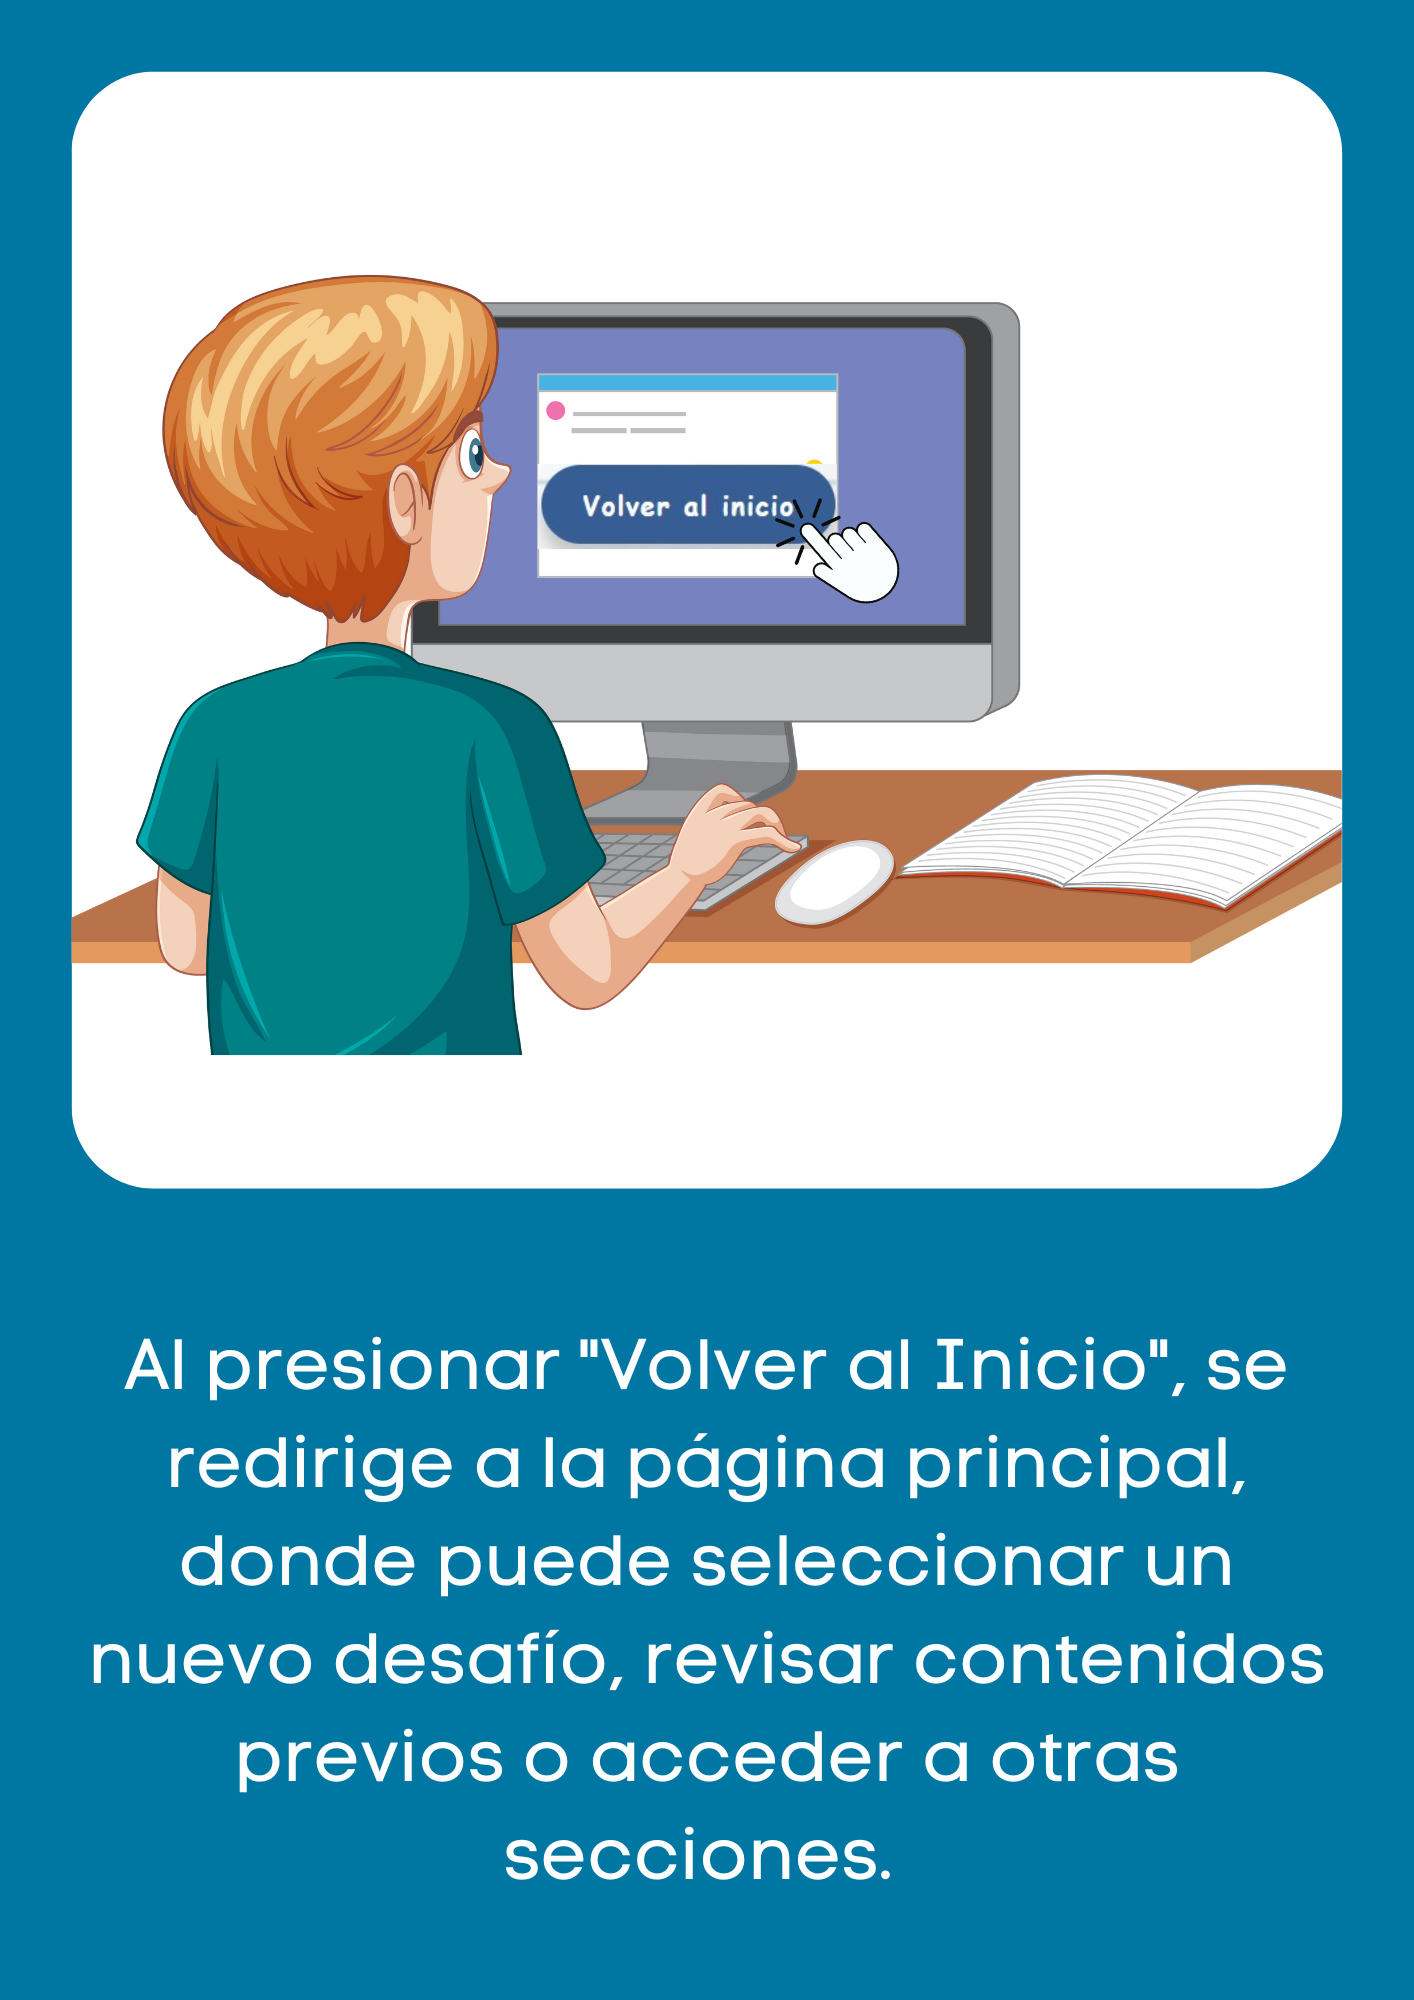 Volver al inicio
Al presionar "Volver al Inicio", se
redirige a la página principal,
donde puede seleccionar un
nuevo desafío, revisar contenidos
previos o acceder a otras
secciones.